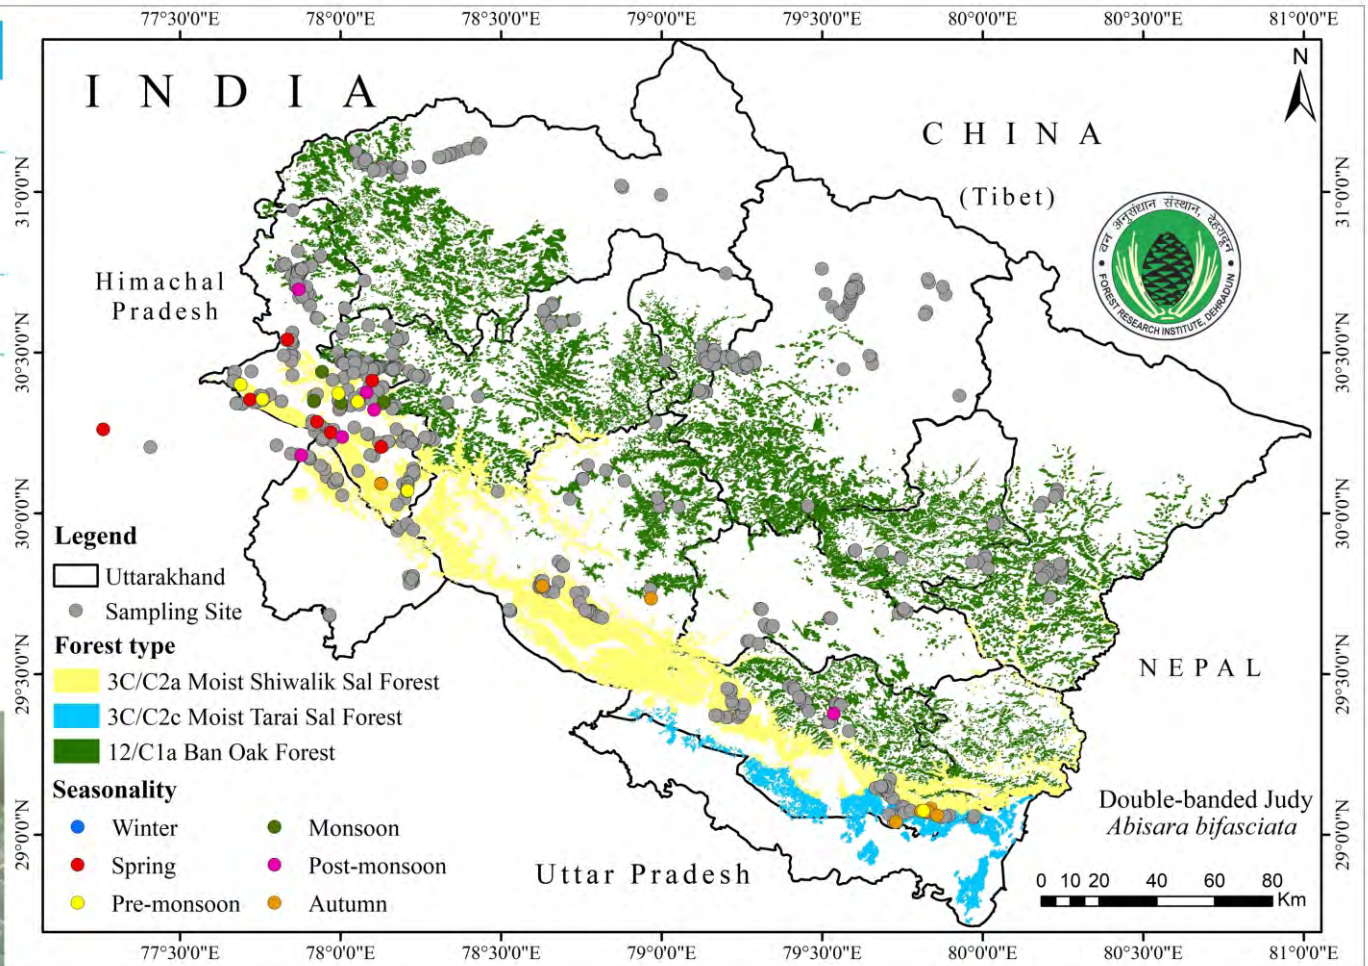 77°30'0"E 78°0'0"E 78°30'0"E 79°0'0"E 79°30'0"E 80°0'0"E 80°30'0"E 81°0'0"E
INDIA
N
CHINA
(Tibet)
31°0'0"N
31°0'0"N
वन अनुसंधान संस्थान, देहरादून
FOREST RESEARCH INSTITUTE, DEHRADUN
Himachal
Pradesh
30°30'0"N
30°30'0"N
30°0'0"N
30°0'0"N
Legend
Uttarakhand
Sampling Site
Forest type
3C/C2a Moist Shiwalik Sal Forest
3C/C2c Moist Tarai Sal Forest
12/C1a Ban Oak Forest
29°30'0"N
29°30'0"N
NEPAL
Seasonality
Winter
Monsoon
Spring
Post-monsoon
Pre-monsoon
Autumn
29°0'0"N
29°0'0"N
Double-banded Judy
Abisara bifasciata
Uttar Pradesh
0 10 20 40 60 80
Km
77°30'0"E 78°0'0"E 78°30'0"E 79°0'0"E 79°30'0"E 80°0'0"E 80°30'0"E 81°0'0"E